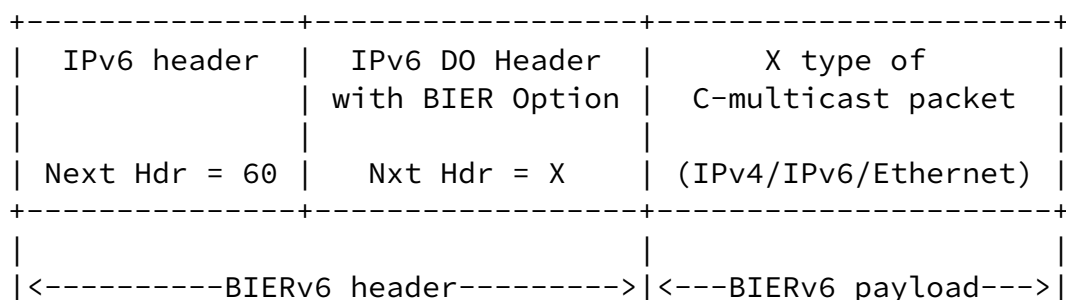 +---------------+------------------+-----------------------+
|  IPv6 header  |  IPv6 DO Header  |      X type of        |
|               | with BIER Option |  C-multicast packet   |
|               |                  |                       |
| Next Hdr = 60 |   Nxt Hdr = X    | (IPv4/IPv6/Ethernet)  |
+---------------+------------------+-----------------------+
|                                  |                       |
|<----------BIERv6 header--------->|<---BIERv6 payload--->|